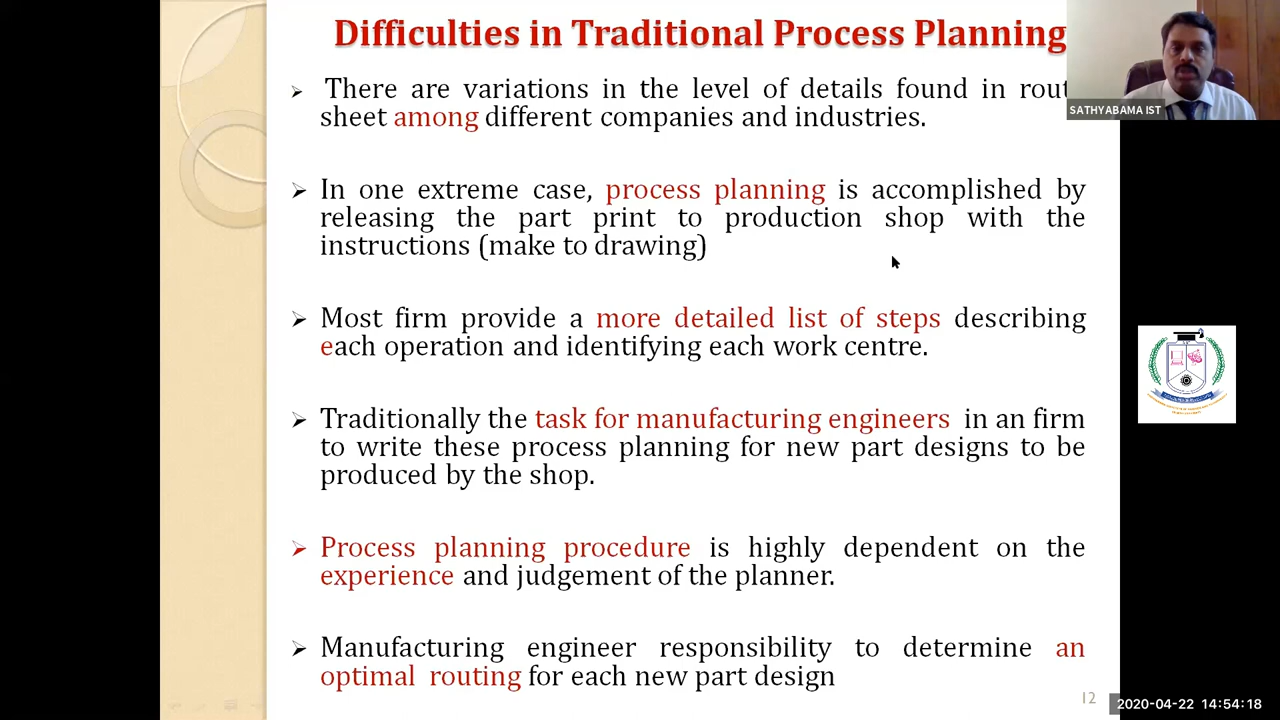 Difficulties in Traditional Process Planning
➢ There are variations in the level of details found in rout
sheet among different companies and industries.
SATHYABAMA IST
➢ In one extreme case, process planning is accomplished by
releasing the part print to production shop with the
instructions (make to drawing)
➢ Most firm provide a more detailed list of steps describing
each operation and identifying each work centre.
➢ Traditionally the task for manufacturing engineers in an firm
to write these process planning for new part designs to be
produced by the shop.
➢ Process planning procedure is highly dependent on the
experience and judgement of the planner.
➢ Manufacturing engineer responsibility to determine an
optimal routing for each new part design
12
2020-04-22 14:54:18